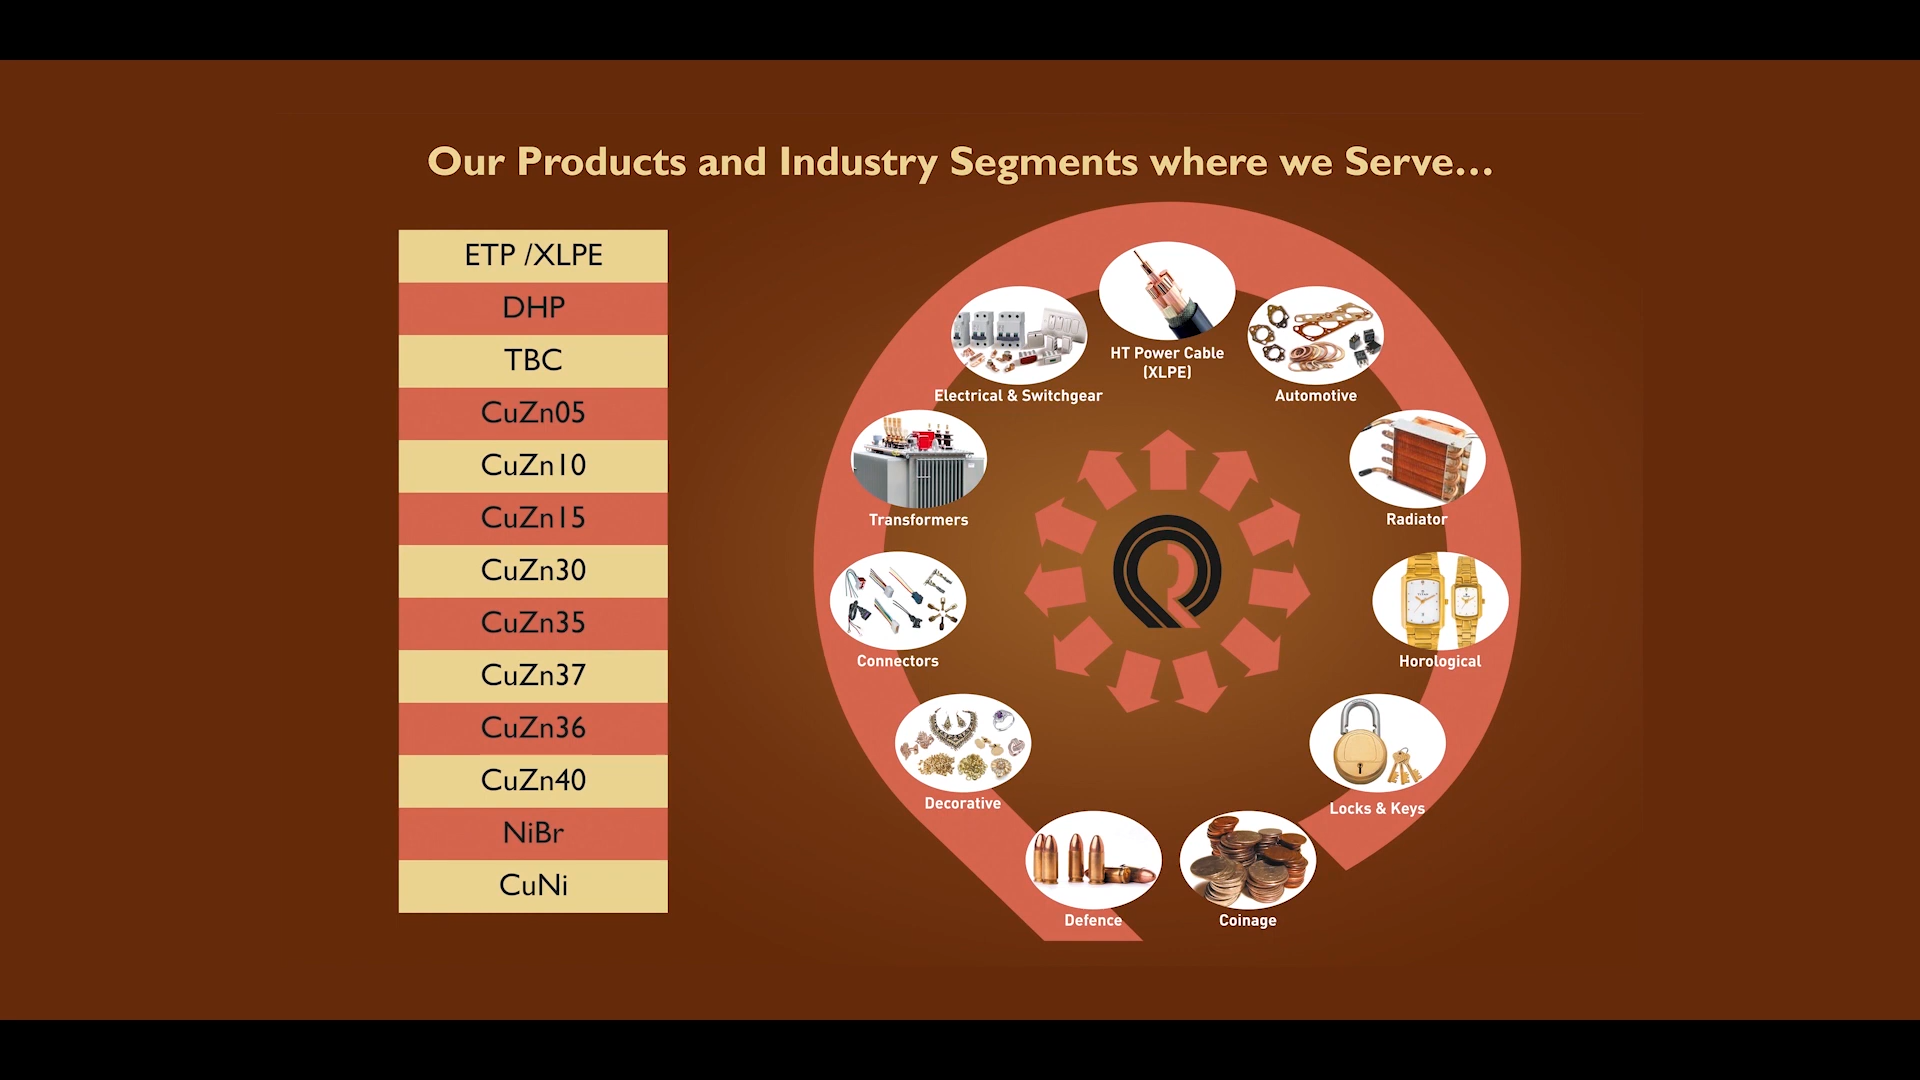 Our Products and Industry Segments where we Serve...
ETP /XLPE
DHP
TBC
CuZn05
CuZn10
CuZn15
CuZn30
CuZn35
CuZn37
CuZn36
CuZn40
NiBr
CuNi
HT Power Cable
(XLPE)
Electrical & Switchgear
Automotive
Transformers
Radiator
Connectors
Horological
Decorative
Locks & Keys
Defence
Coinage